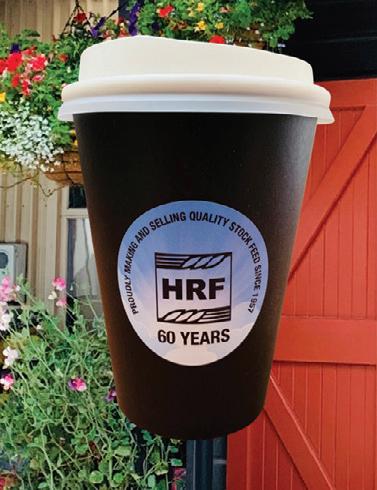 PROUDLY MAKING AND SELLING QUALITY STOCK FEED SINCE 1957
HRF
60 YEARS